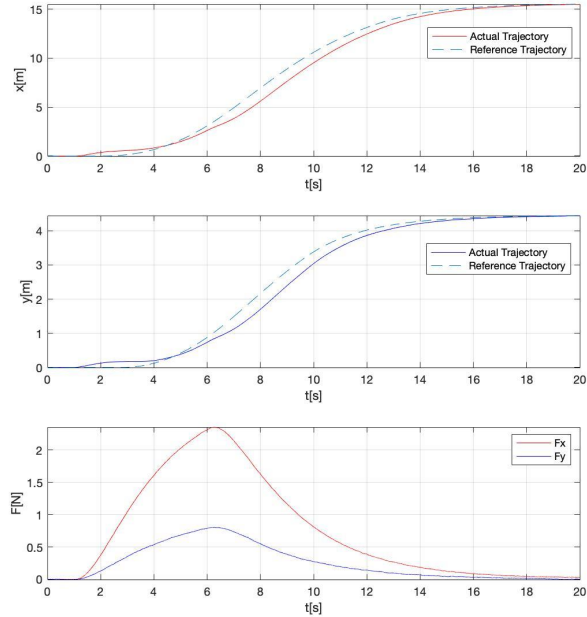 15
10
5
0
x[m]
Actual Trajectory
Reference Trajectory
0 2 4 6 8 10 12 14 16 18 20
t[s]
4
3
2
1
0
y[m]
Actual Trajectory
Reference Trajectory
0 2 4 6 8 10 12 14 16 18 20
t[s]
2
1.5
1
0.5
0
F[N]
Fx
Fy
0 2 4 6 8 10 12 14 16 18 20
t[s]